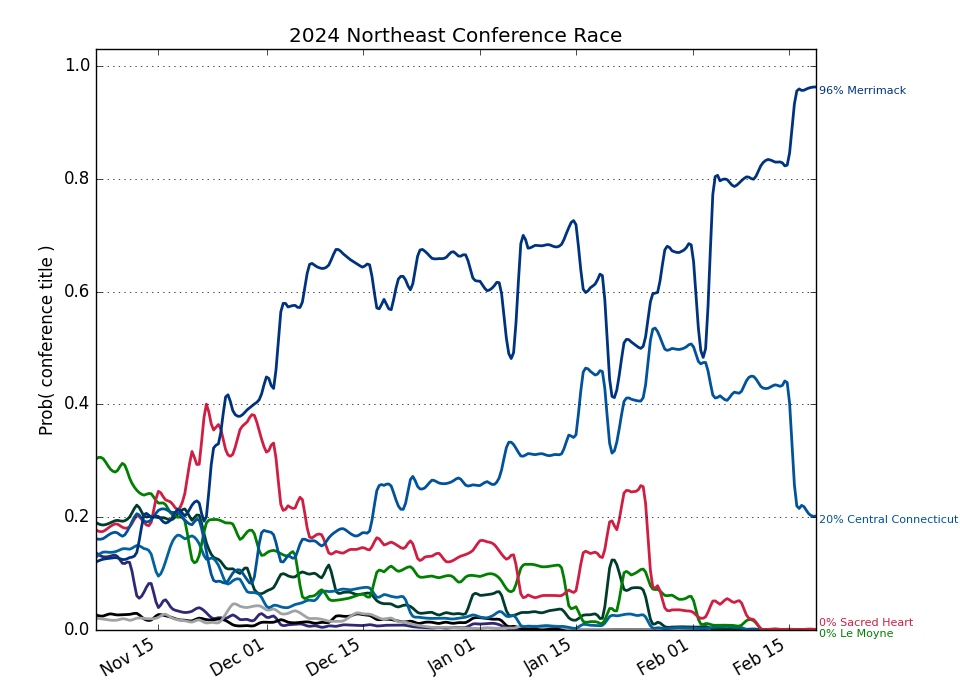 2024 Northeast Conference Race
Prob( conference title )
1.0
0.8
0.6
0.4
0.2
0.0
96% Merrimack
20% Central Connecticut
0% Sacred Heart
0% Le Moyne
Nov 15
Dec 01
Dec 15
Jan 01
Jan 15
Feb 01
Feb 15